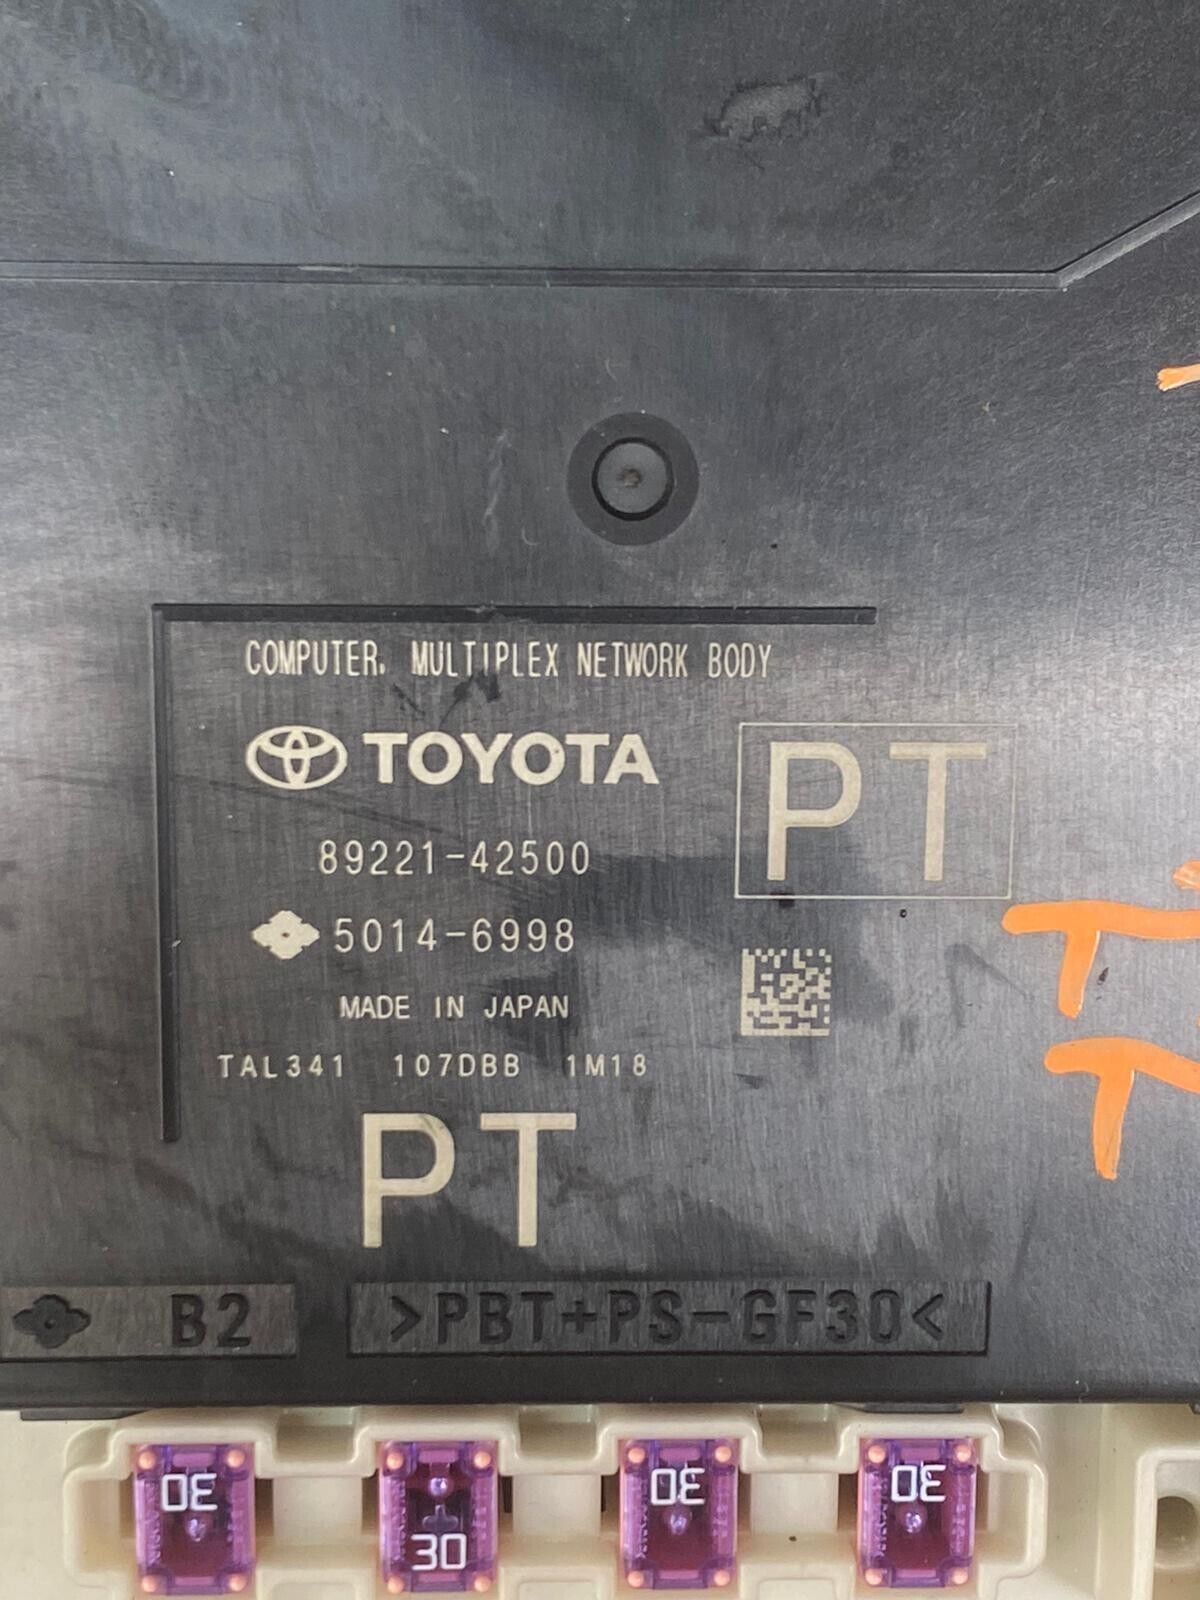 COMPUTER. MULTIPLEX NETWORK BODY
TOYOTA
PT
89221-42500
5014-6998
MADE IN JAPAN
TAL341 107DBB 1M18
PT
B2
>PBT+PS-GF30<
30
30
30
30